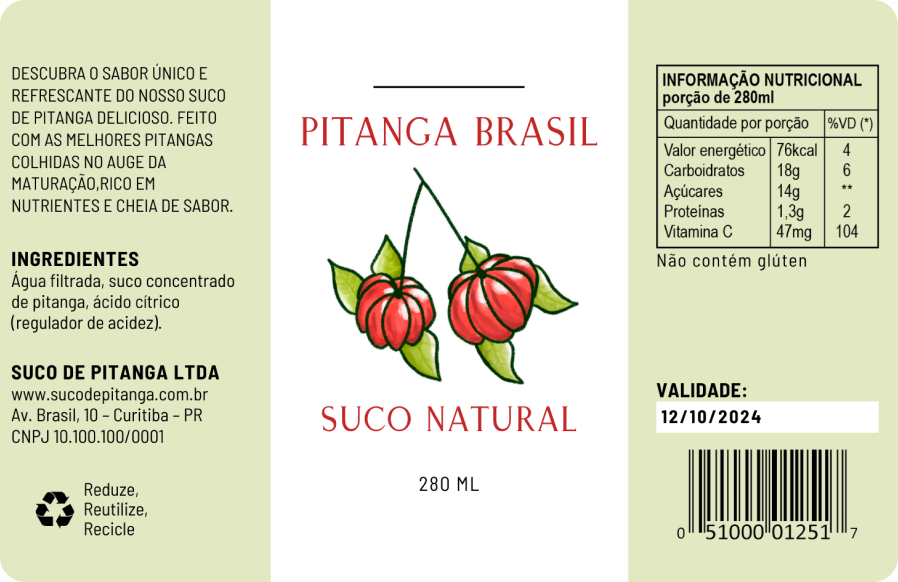 DESCUBRA O SABOR ÚNICO E
REFRESCANTE DO NOSSO SUCO
DE PITANGA DELICIOSO. FEITO
COM AS MELHORES PITANGAS
COLHIDAS NO AUGE DA
MATURAÇÃO,RICO EM
NUTRIENTES E CHEIA DE SABOR.
INGREDIENTES
Água filtrada, suco concentrado
de pitanga, ácido cítrico
(regulador de acidez).
SUCO DE PITANGA LTDA
www.sucodepitanga.com.br
Av. Brasil, 10 – Curitiba – PR
CNPJ 10.100.100/0001
Reduze,
Reutilize,
Recicle
PITANGA BRASIL
SUCO NATURAL
280 ML
INFORMAÇÃO NUTRICIONAL
porção de 280ml
Quantidade por porção %VD (*)
Valor energético 76kcal 4
Carboidratos 18g 6
Açúcares 14g **
Proteínas 1,3g 2
Vitamina C 47mg 104
Não contém glúten
VALIDADE:
12/10/2024
0 51000 01251 7